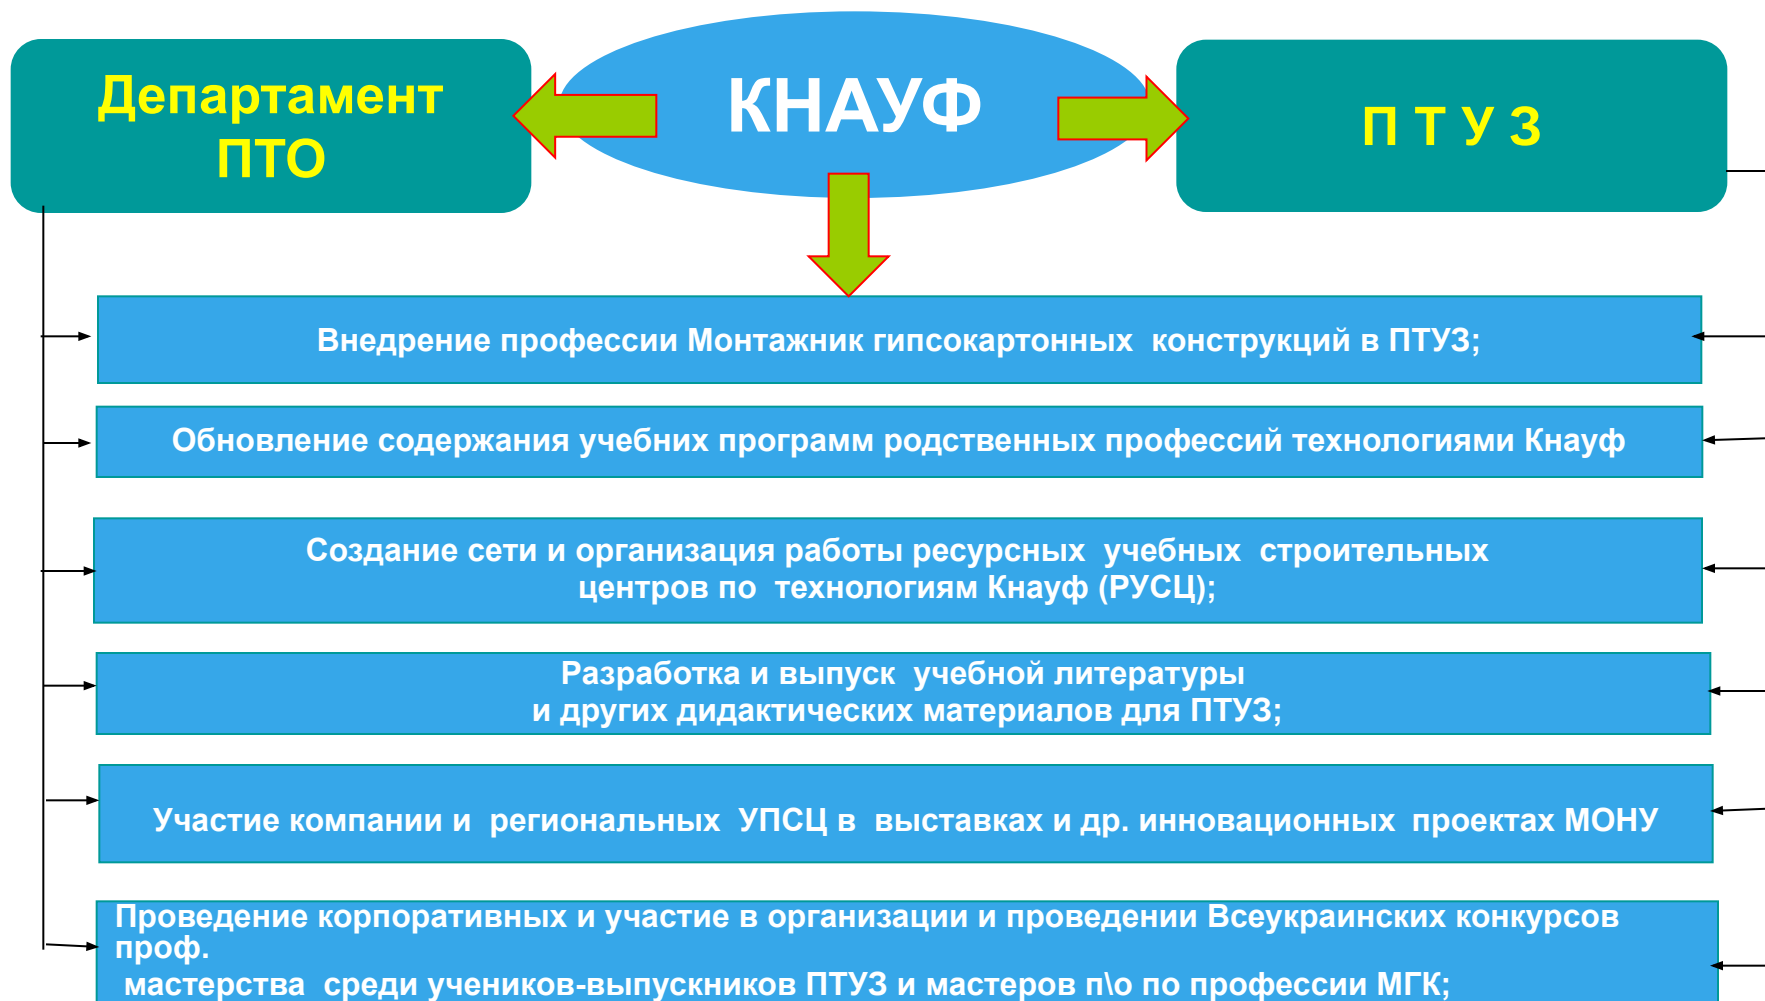 Департамент
ПТО
КНАУФ
П Т У З
Внедрение профессии Монтажник гипсокартонных конструкций в ПТУЗ;
Обновление содержания учебних программ родственных профессий технологиями Кнауф
Создание сети и организация работы ресурсных учебных строительных
центров по технологиям Кнауф (РУСЦ);
Разработка и выпуск учебной литературы
и других дидактических материалов для ПТУЗ;
Участие компании и региональных УПСЦ в выставках и др. инновационных проектах МОНУ
Проведение корпоративных и участие в организации и проведении Всеукраинских конкурсов
проф.
мастерства среди учеников-выпускников ПТУЗ и мастеров п\о по профессии МГК;